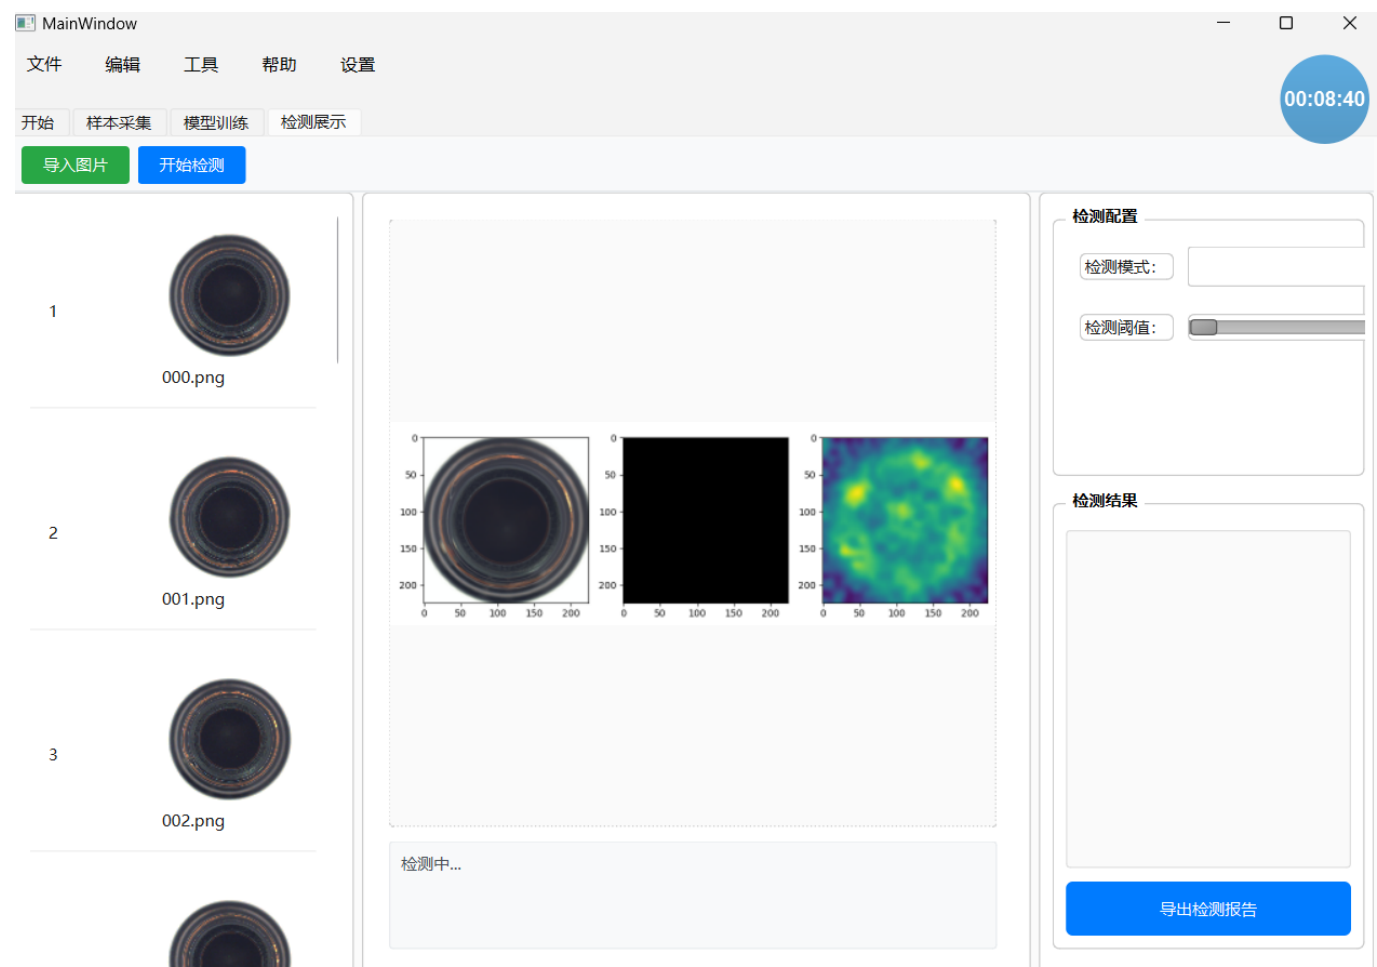 MainWindow
文件 编辑 工具 帮助 设置
00:08:40
开始 样本采集 模型训练 检测展示
导入图片 开始检测
1
000.png
2
001.png
3
002.png
0
50
100
150
200
0 50 100 150 200
0
50
100
150
200
0 50 100 150 200
0
50
100
150
200
0 50 100 150 200
检测中...
检测配置
检测模式：
检测阈值：
检测结果
导出检测报告